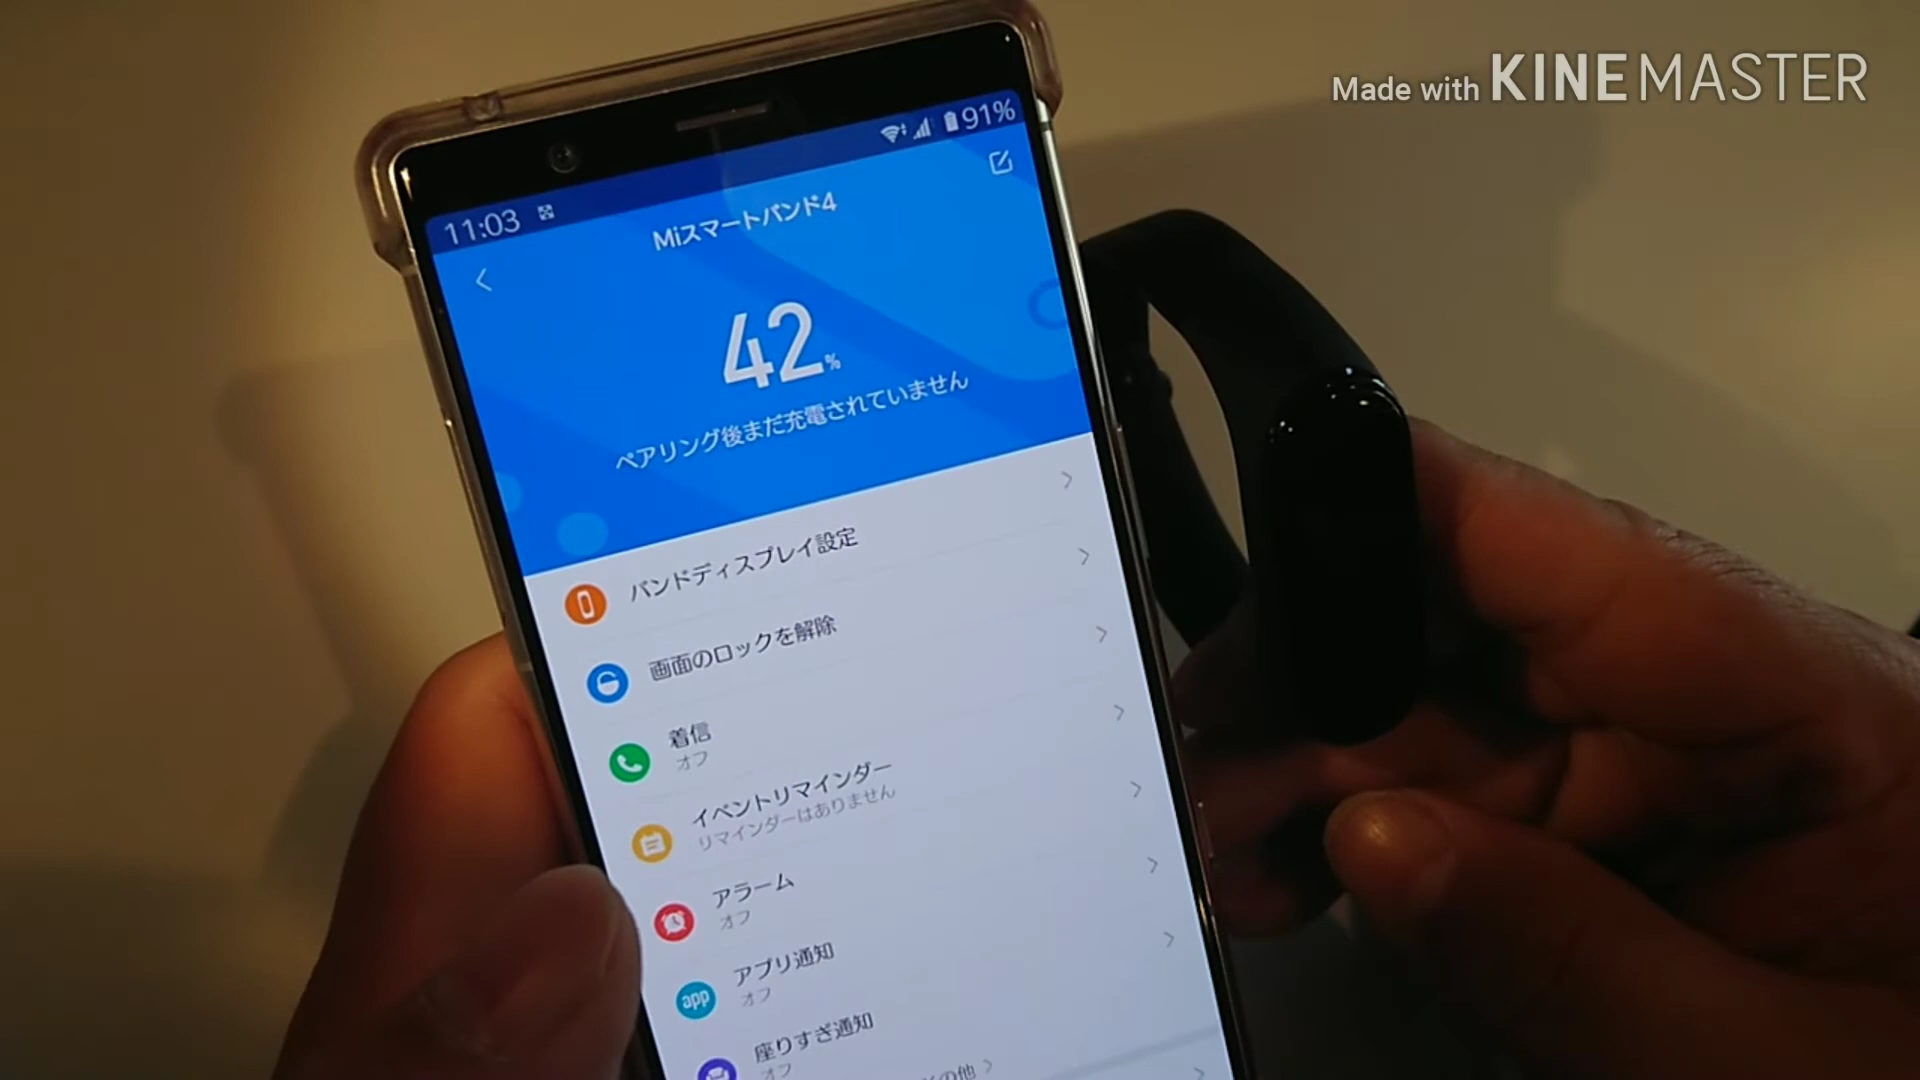 Made with KINEMASTER
11:03
91%
Miスマートバンド4
42%
ペアリング後まだ充電されていません
バンドディスプレイ設定
画面のロックを解除
着信
オフ
イベントリマインダー
リマインダーはありません
アラーム
オフ
app
アプリ通知
オフ
座りすぎ通知
オフ
その他